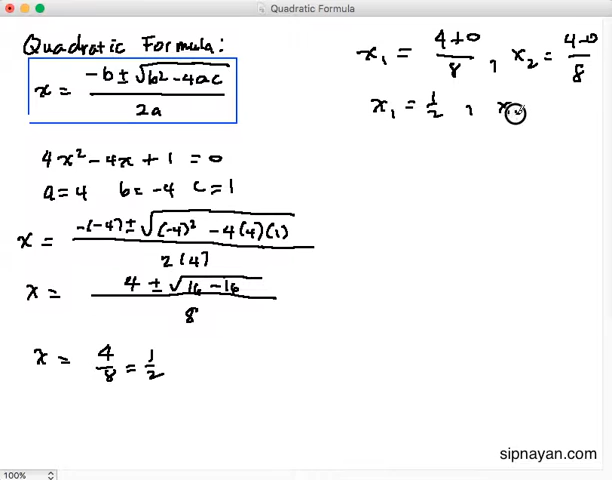 Quadratic Formula
Quadratic Formula:
x = (-b ± √(b² - 4ac)) / 2a
4x² - 4x + 1 = 0
a = 4 b = -4 c = 1
x = (-(-4) ± √((-4)² - 4(4)(1))) / 2(4)
x = (4 ± √(16 - 16)) / 8
x = 4/8 = 1/2
x₁ = (4+0)/8 , x₂ = (4-0)/8
x₁ = 1/2 , x
sipnayan.com
100%